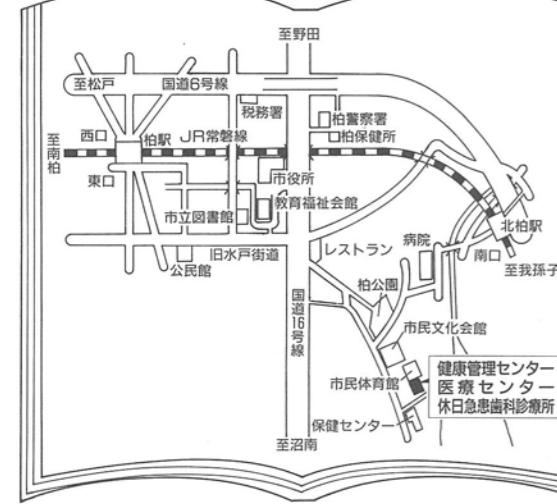 至野田
至松戸
国道6号線
税務署
柏警察署
柏保健所
至南柏
西口
柏駅
JR常磐線
東口
市役所
教育福祉会館
市立図書館
北柏駅
旧水戸街道
レストラン
病院
南口
公民館
至我孫子
柏公園
国道16号線
市民文化会館
市民体育館
健康管理センター
医療センター
休日急患歯科診療所
保健センター
至沼南